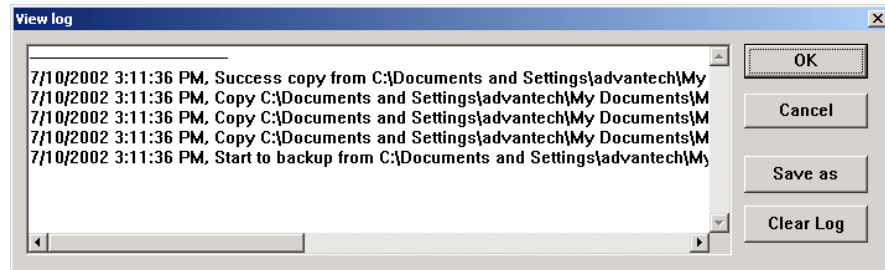 View log
7/10/2002 3:11:36 PM, Success copy from C:\Documents and Settings\advantech\My
7/10/2002 3:11:36 PM, Copy C:\Documents and Settings\advantech\My Documents\M
7/10/2002 3:11:36 PM, Copy C:\Documents and Settings\advantech\My Documents\M
7/10/2002 3:11:36 PM, Copy C:\Documents and Settings\advantech\My Documents\M
7/10/2002 3:11:36 PM, Start to backup from C:\Documents and Settings\advantech\My
OK
Cancel
Save as
Clear Log